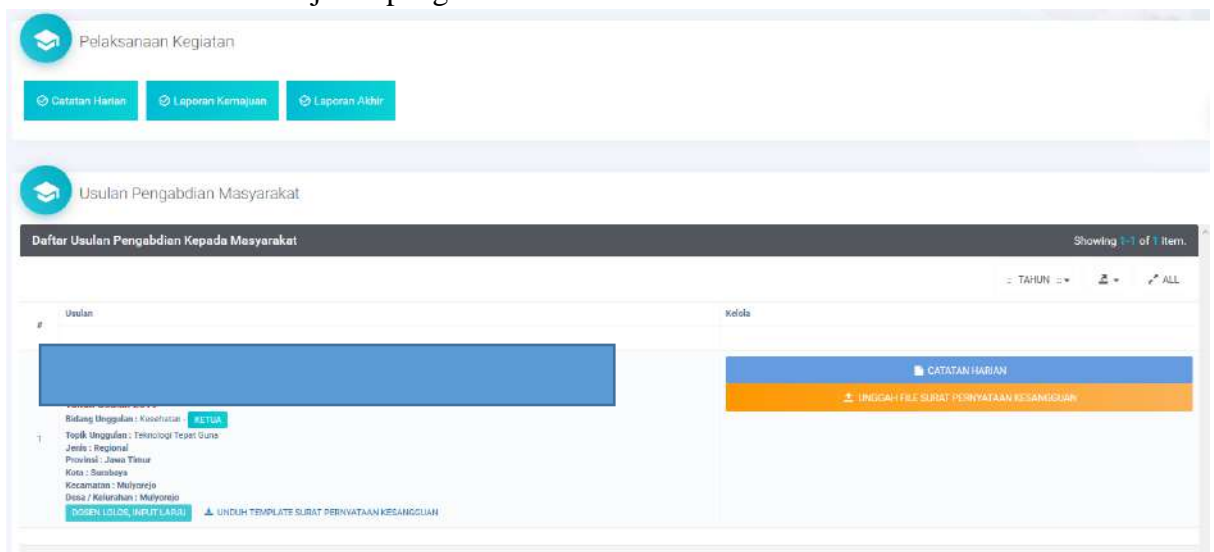 Pelaksanaan Kegiatan
Catatan Harian
Laporan Kemajuan
Laporan Akhir
Usulan Pengabdian Masyarakat
Daftar Usulan Pengabdian Kepada Masyarakat
Showing 1-1 of 1 item.
:: TAHUN ::
ALL
# Usulan Kelola
CATATAN HARIAN
UNGGAH FILE SURAT PERNYATAAN KESANGGUAN
1
Bidang Unggulan : Kesehatan - KETUA
Topik Unggulan : Teknologi Tepat Guna
Jenis : Regional
Provinsi : Jawa Timur
Kota : Surabaya
Kecamatan : Mulyorejo
Desa / Kelurahan : Mulyorejo
DOSEN LOLOS, INPUT LAPJU UNDUH TEMPLATE SURAT PERNYATAAN KESANGGUAN